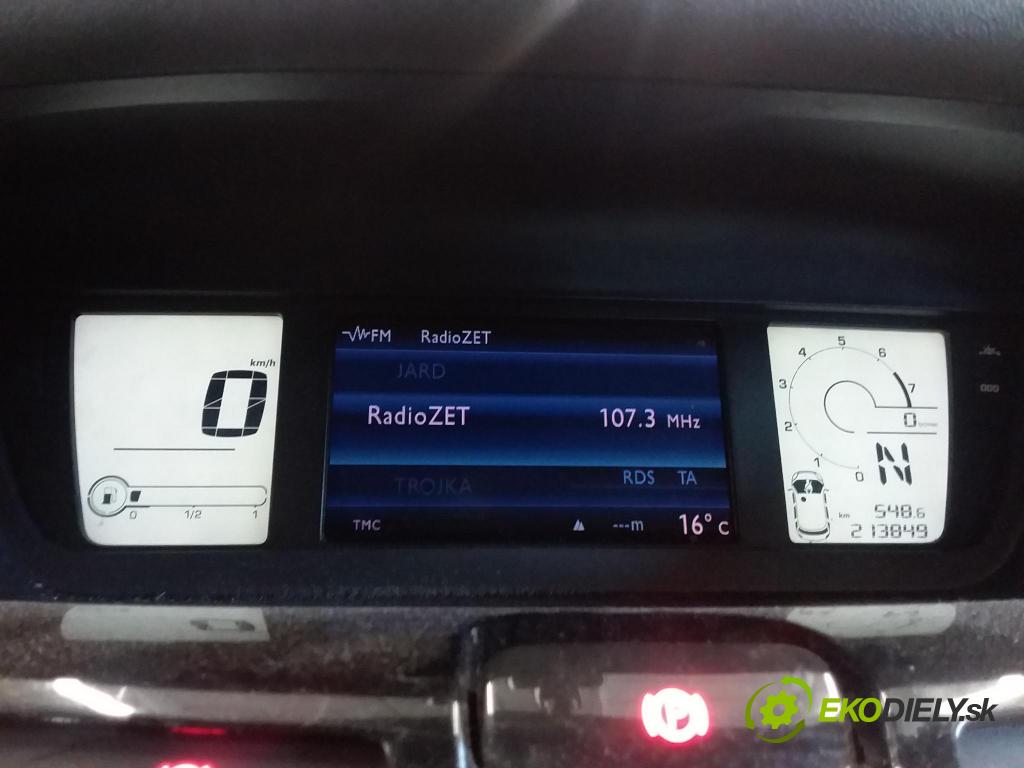 km/h
0
0 1/2 1
FM RadioZET
JARD
RadioZET 107.3 MHz
RDS TA
TROJKA
TMC ---m 16° C
0 1 2 3 4 5 6 7
0
N
km 548.6
213849
P
EKODIELY.sk